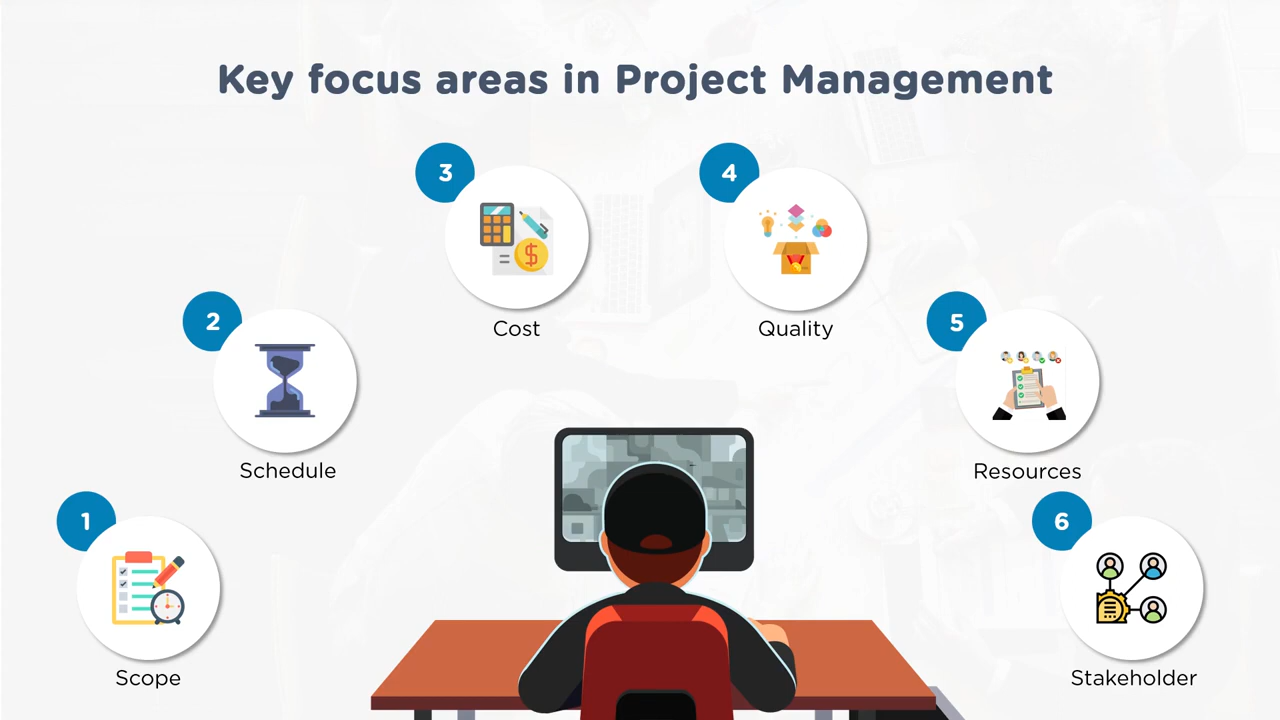 Key focus areas in Project Management
1
Scope
2
Schedule
3
Cost
4
Quality
5
Resources
6
Stakeholder